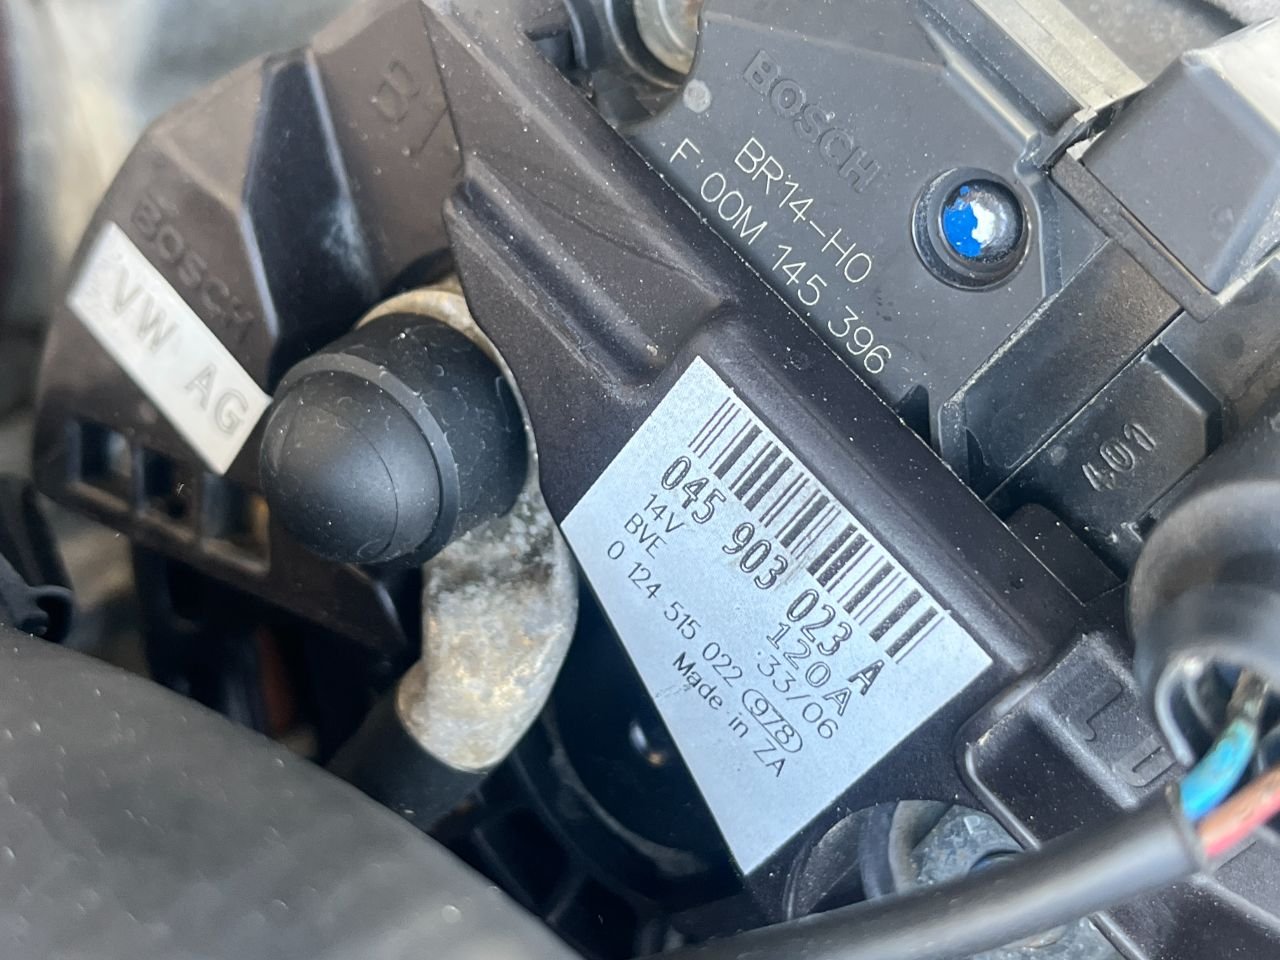 81
BOSCH
VW AG
BOSCH
BR14-H0
F 00M 145.396
401
045 903 023 A
14V 120A
BVE .33/06
0 124 515 022 978
Made in ZA